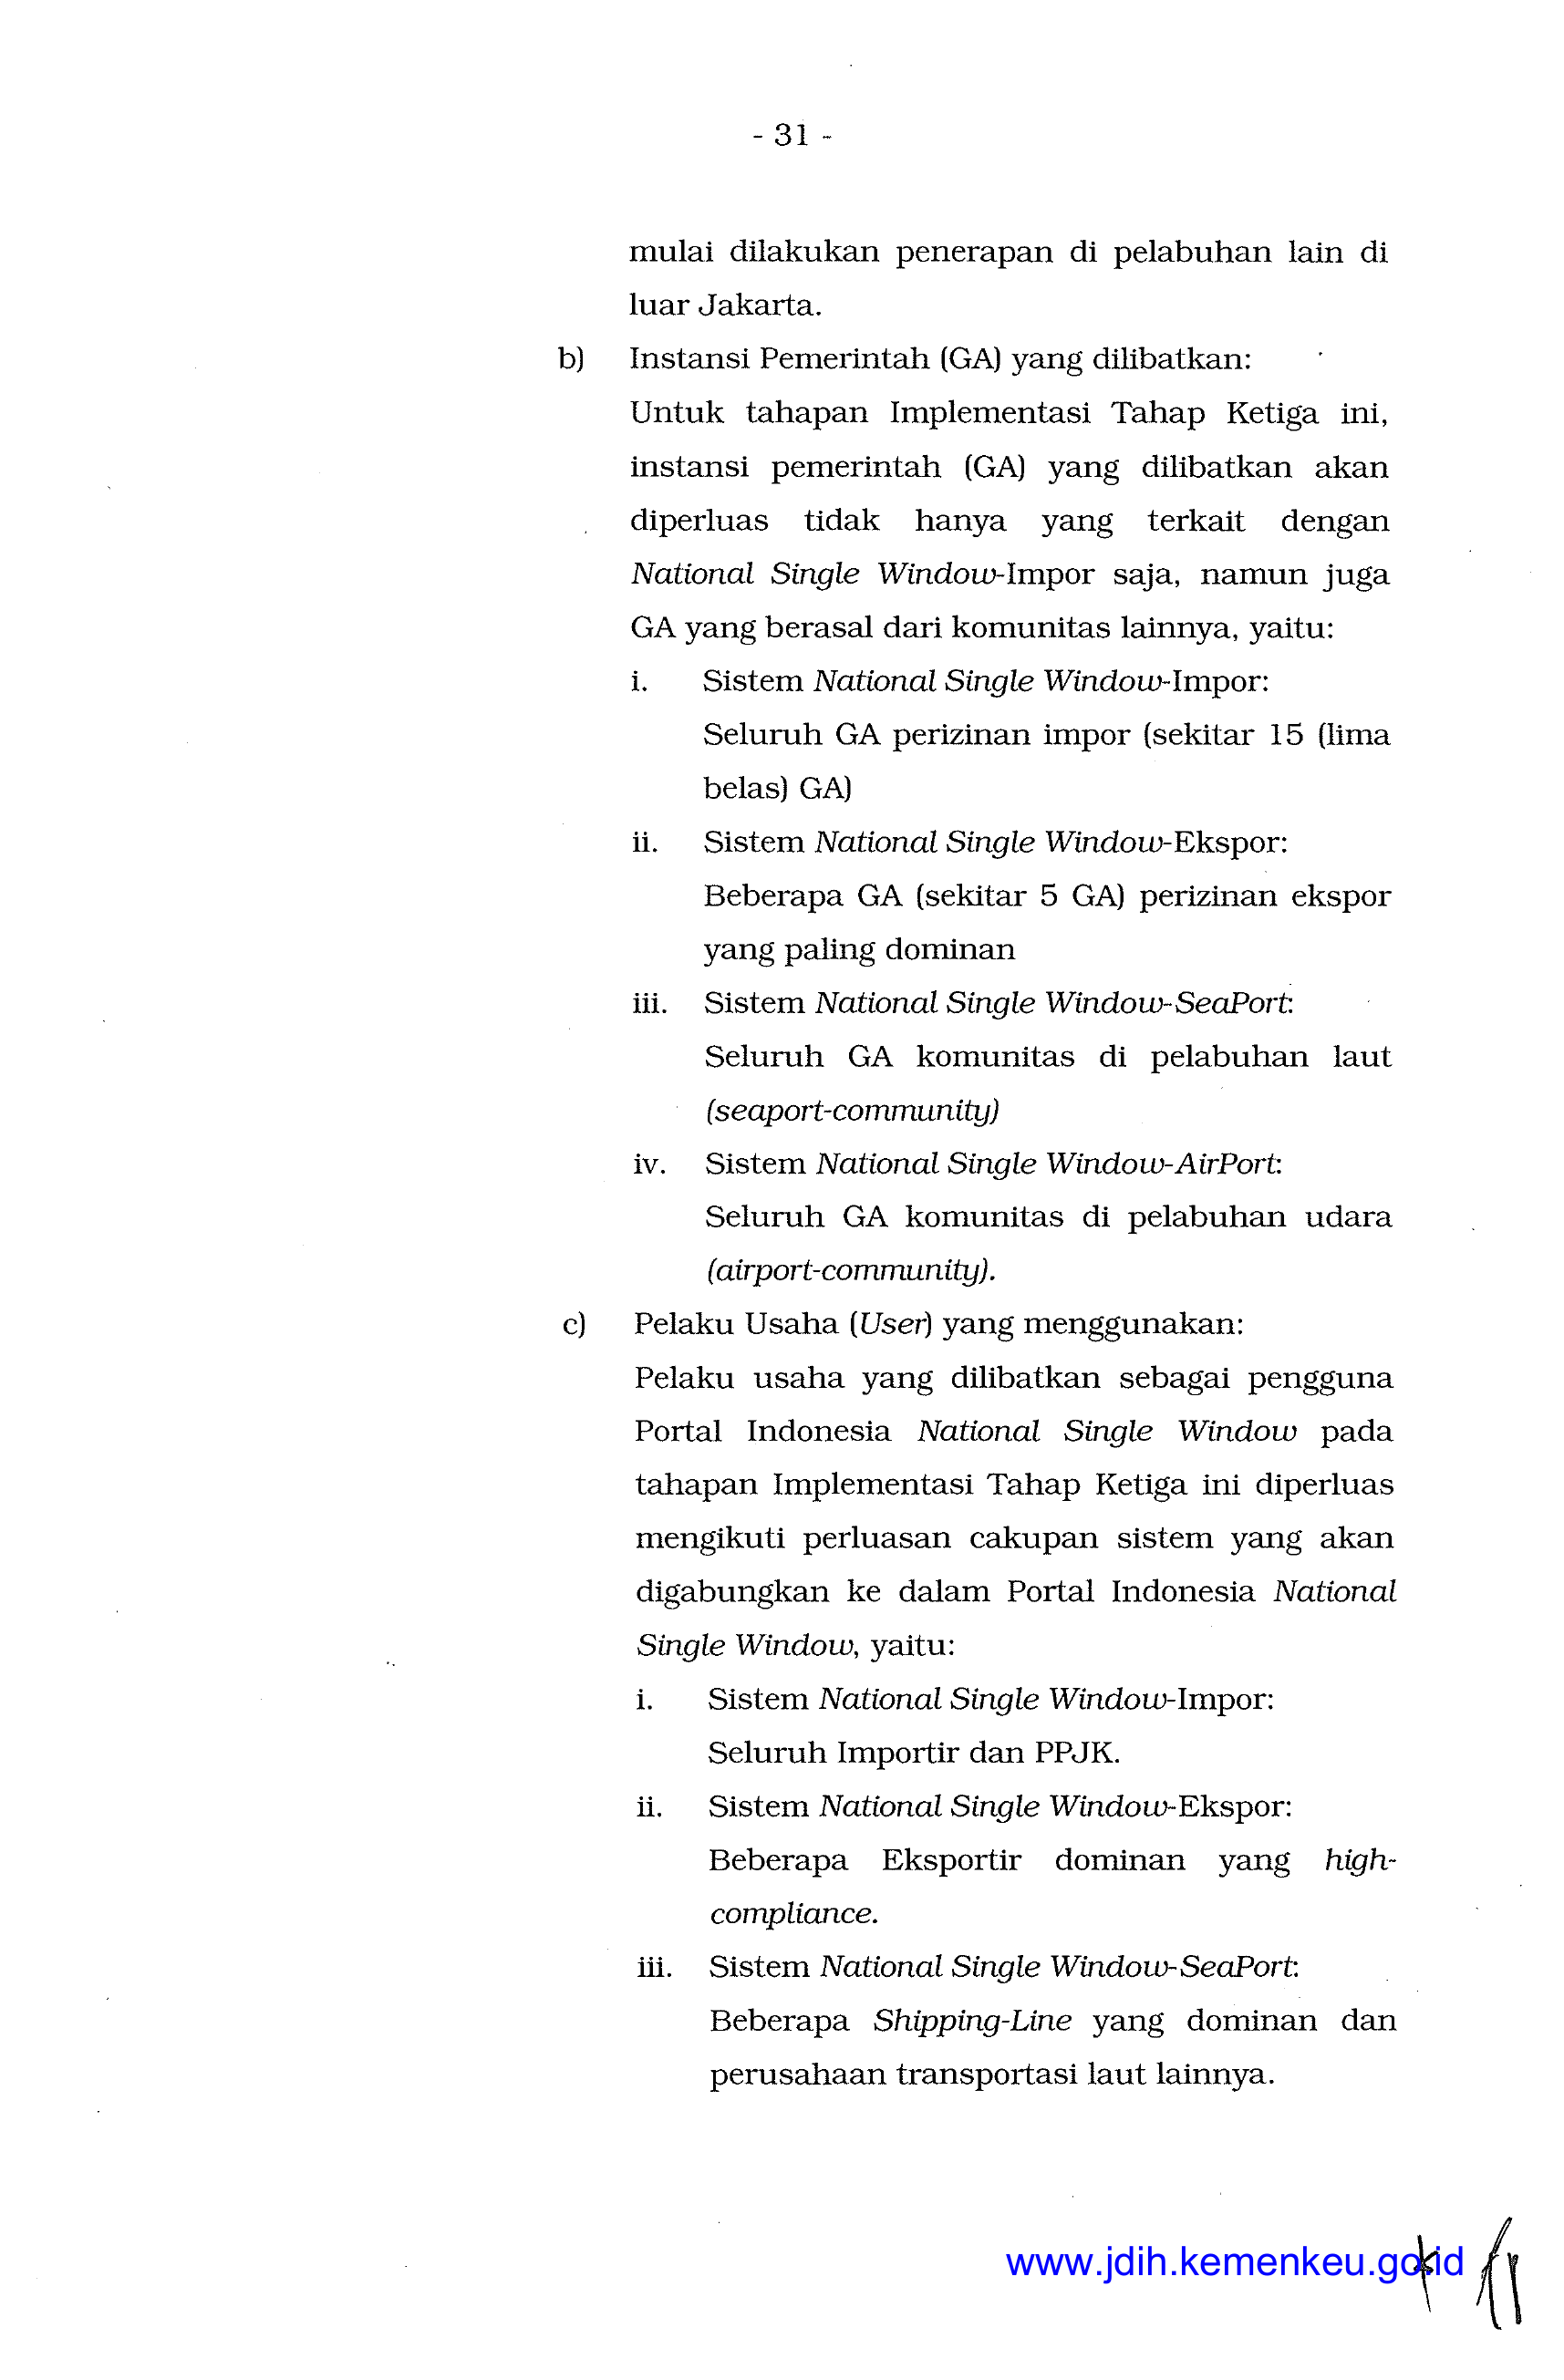 - 31 -
mulai dilakukan penerapan di pelabuhan lain di
luar Jakarta.
b) Instansi Pemerintah (GA) yang dilibatkan:
Untuk tahapan Implementasi Tahap Ketiga ini,
instansi pemerintah (GA) yang dilibatkan akan
diperluas tidak hanya yang terkait dengan
National Single Window-Impor saja, namun juga
GA yang berasal dari komunitas lainnya, yaitu:
i. Sistem National Single Window-Impor:
Seluruh GA perizinan impor (sekitar 15 (lima
belas) GA)
ii. Sistem National Single Window-Ekspor:
Beberapa GA (sekitar 5 GA) perizinan ekspor
yang paling dominan
iii. Sistem National Single Window-SeaPort:
Seluruh GA komunitas di pelabuhan laut
(seaport-community)
iv. Sistem National Single Window-AirPort:
Seluruh GA komunitas di pelabuhan udara
(airport-community).
c) Pelaku Usaha (User) yang menggunakan:
Pelaku usaha yang dilibatkan sebagai pengguna
Portal Indonesia National Single Window pada
tahapan Implementasi Tahap Ketiga ini diperluas
mengikuti perluasan cakupan sistem yang akan
digabungkan ke dalam Portal Indonesia National
Single Window, yaitu:
i. Sistem National Single Window-Impor:
Seluruh Importir dan PPJK.
ii. Sistem National Single Window-Ekspor:
Beberapa Eksportir dominan yang high-
compliance.
iii. Sistem National Single Window-SeaPort:
Beberapa Shipping-Line yang dominan dan
perusahaan transportasi laut lainnya.
www.jdih.kemenkeu.go.id